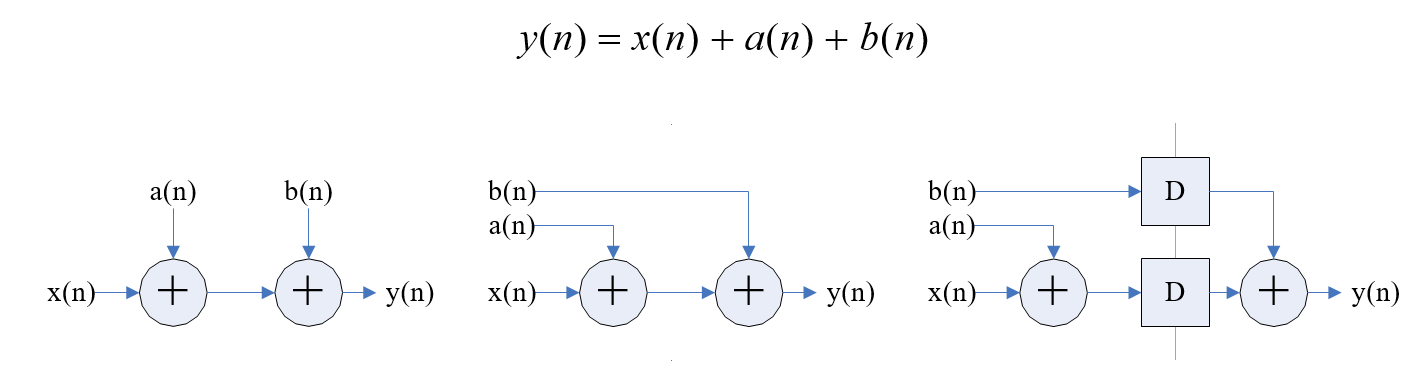 y(n) = x(n) + a(n) + b(n)
a(n) b(n)
x(n) + + y(n)
b(n)
a(n)
x(n) + + y(n)
b(n) D
a(n)
x(n) + D + y(n)